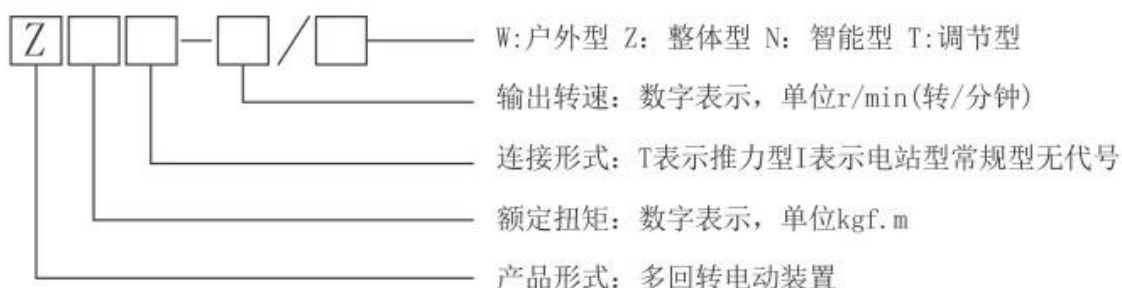 Z□□-□/□ W:户外型 Z: 整体型 N: 智能型 T:调节型
输出转速: 数字表示, 单位r/min(转/分钟)
连接形式: T表示推力型I表示电站型常规型无代号
额定扭矩: 数字表示, 单位kgf.m
产品形式: 多回转电动装置